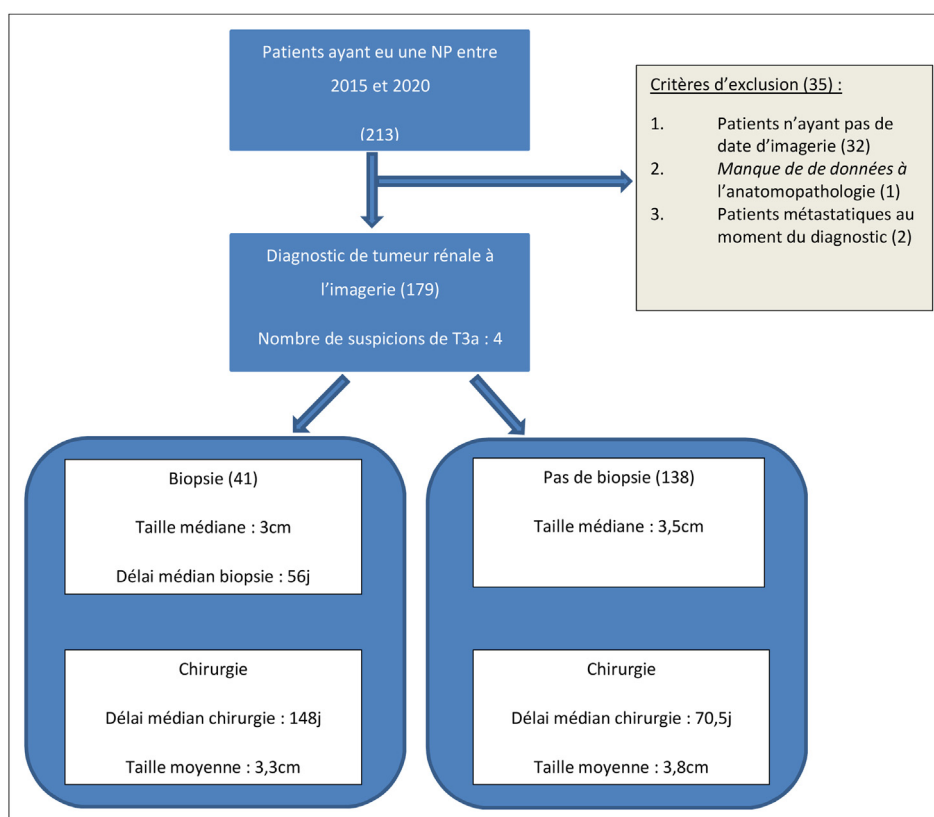 Patients ayant eu une NP entre
2015 et 2020
(213)
Critères d’exclusion (35) :
1. Patients n’ayant pas de
date d’imagerie (32)
2. Manque de de données à
l’anatomopathologie (1)
3. Patients métastatiques au
moment du diagnostic (2)
Diagnostic de tumeur rénale à
l’imagerie (179)
Nombre de suspicions de T3a : 4
Biopsie (41)
Taille médiane : 3cm
Délai médian biopsie : 56j
Chirurgie
Délai médian chirurgie : 148j
Taille moyenne : 3,3cm
Pas de biopsie (138)
Taille médiane : 3,5cm
Chirurgie
Délai médian chirurgie : 70,5j
Taille moyenne : 3,8cm